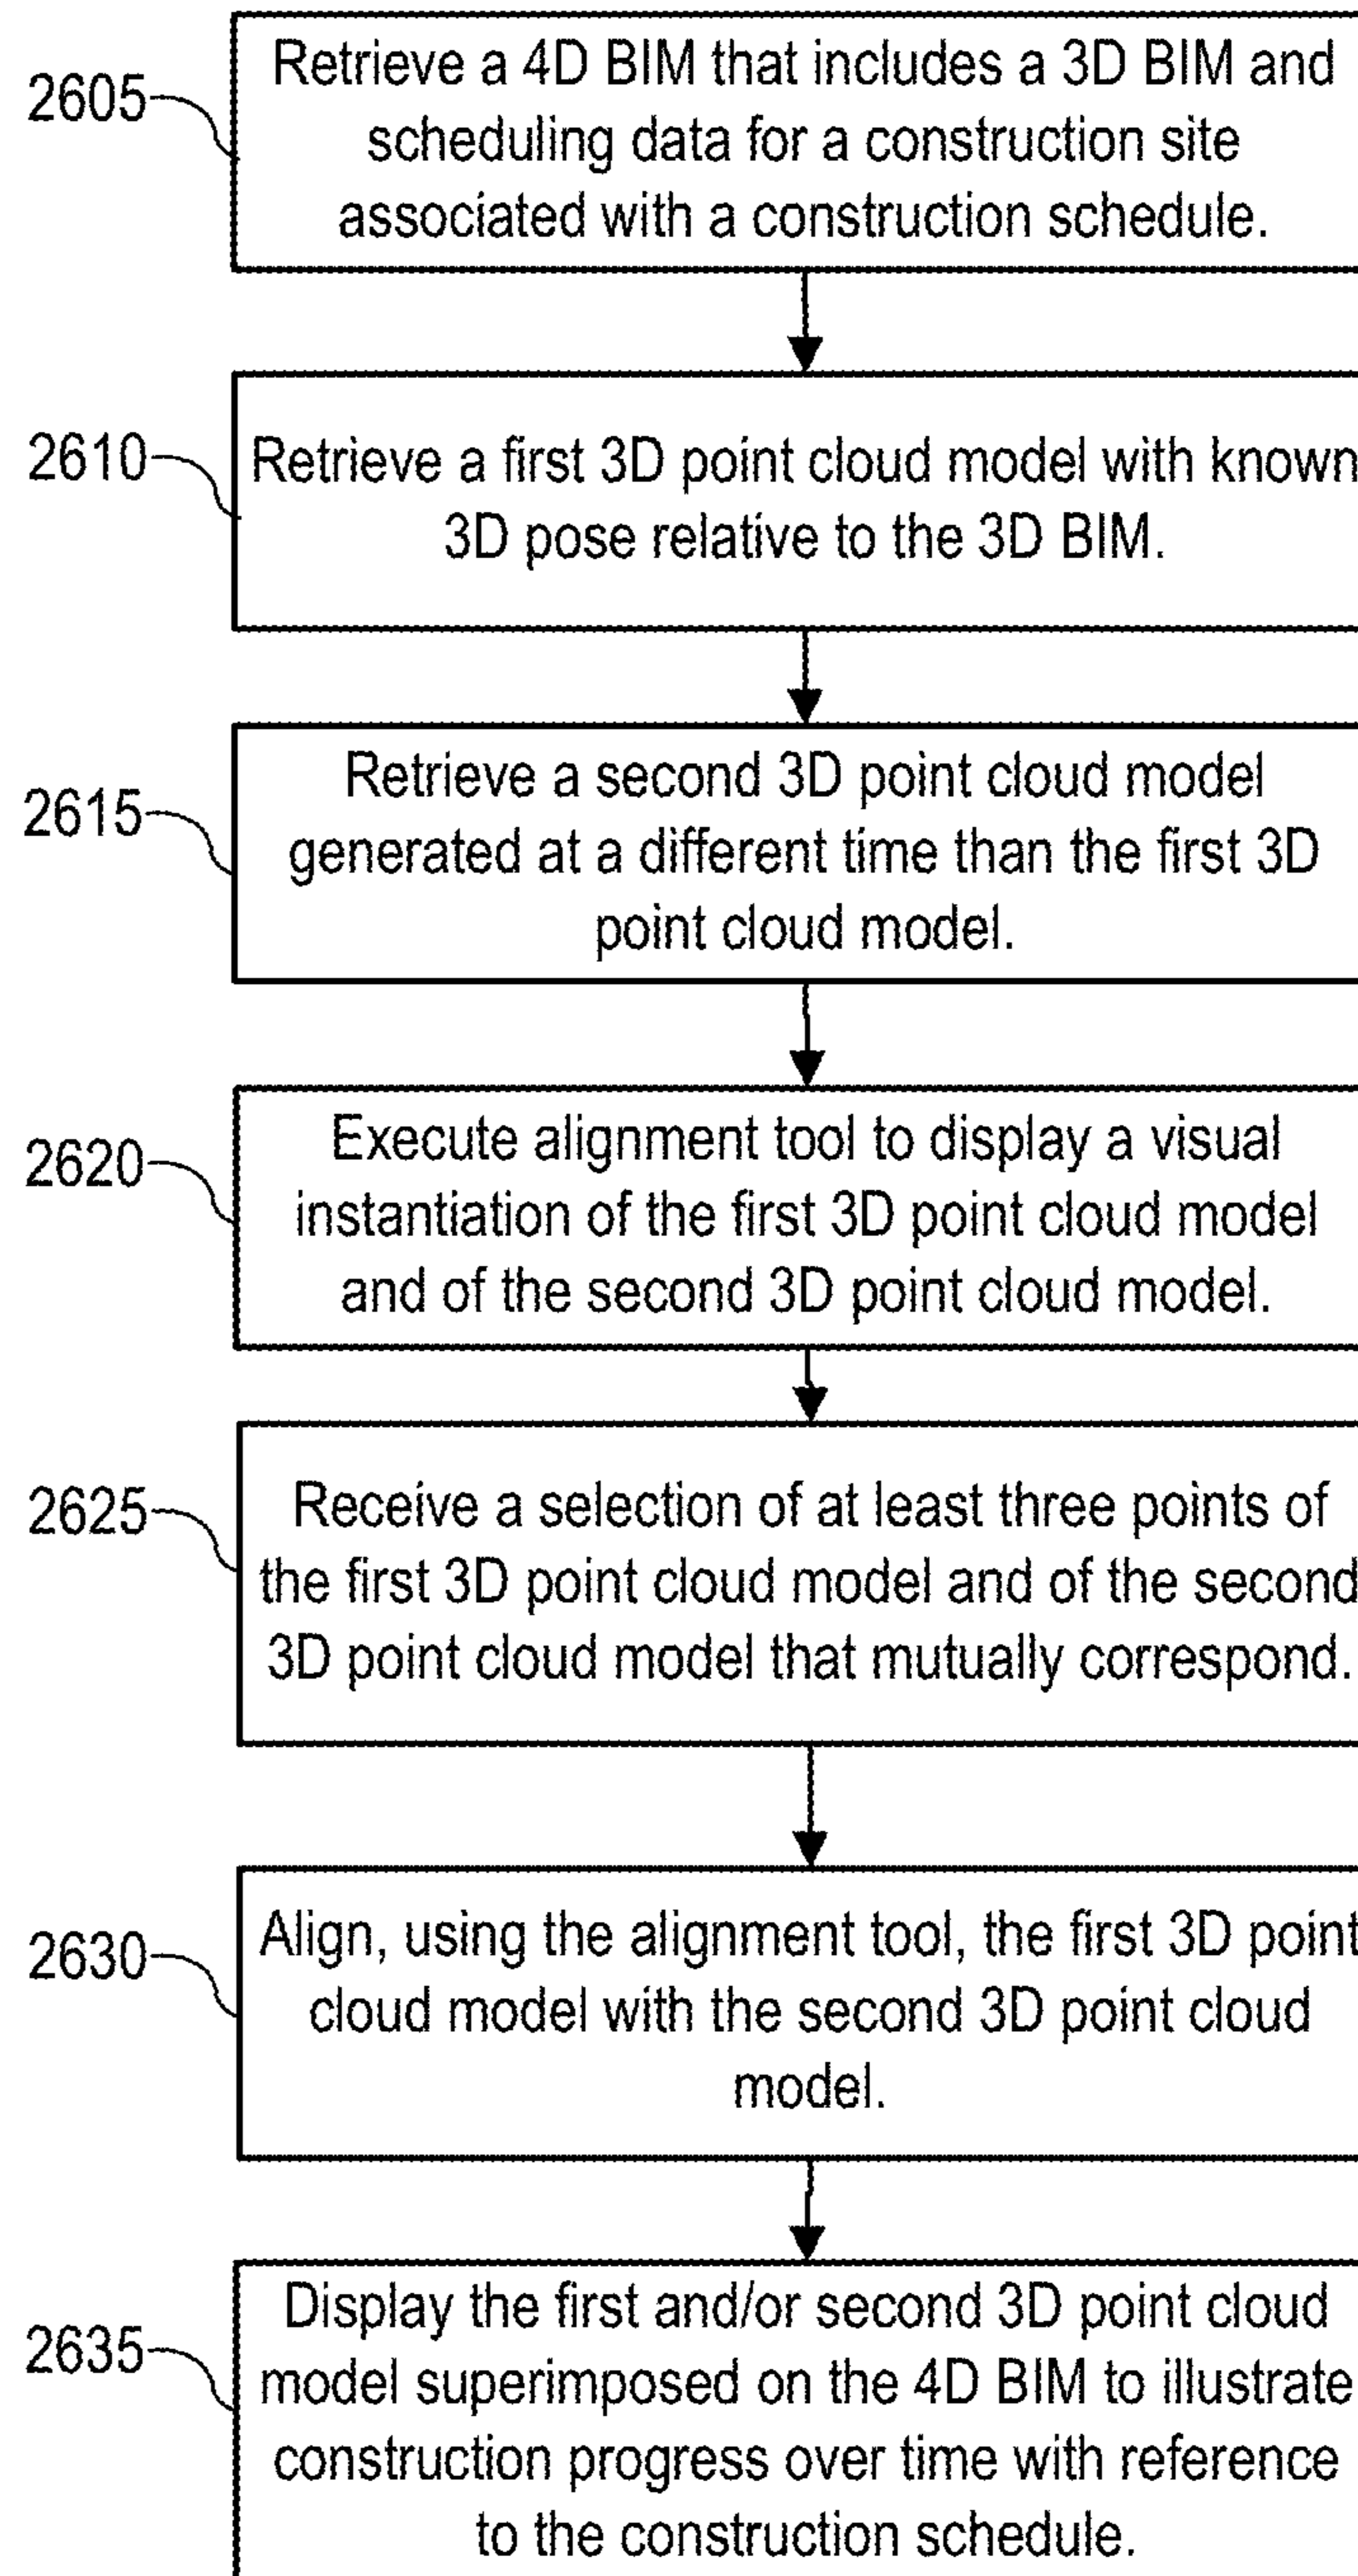 2605
Retrieve a 4D BIM that includes a 3D BIM and
scheduling data for a construction site
associated with a construction schedule.
2610
Retrieve a first 3D point cloud model with known
3D pose relative to the 3D BIM.
2615
Retrieve a second 3D point cloud model
generated at a different time than the first 3D
point cloud model.
2620
Execute alignment tool to display a visual
instantiation of the first 3D point cloud model
and of the second 3D point cloud model.
2625
Receive a selection of at least three points of
the first 3D point cloud model and of the second
3D point cloud model that mutually correspond.
2630
Align, using the alignment tool, the first 3D point
cloud model with the second 3D point cloud
model.
2635
Display the first and/or second 3D point cloud
model superimposed on the 4D BIM to illustrate
construction progress over time with reference
to the construction schedule.